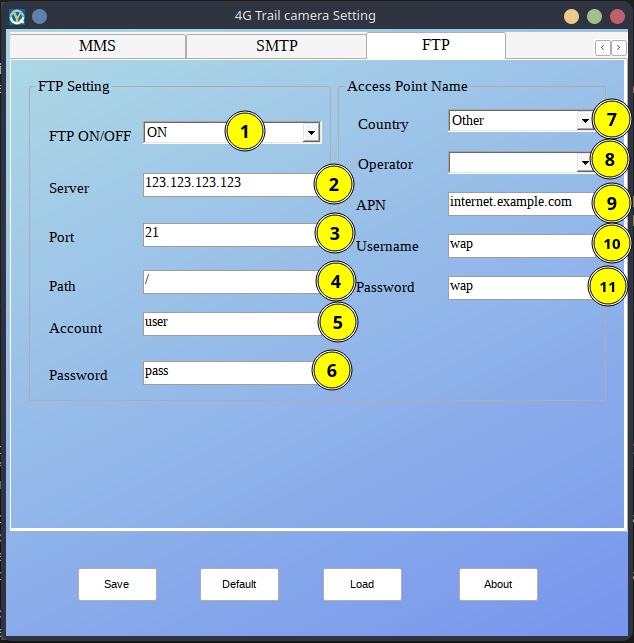 4G Trail camera Setting
MMS
SMTP
FTP
FTP Setting
FTP ON/OFF
ON
1
Server
123.123.123.123
2
Port
21
3
Path
/
4
Account
user
5
Password
pass
6
Access Point Name
Country
Other
7
Operator
8
APN
internet.example.com
9
Username
wap
10
Password
wap
11
Save
Default
Load
About